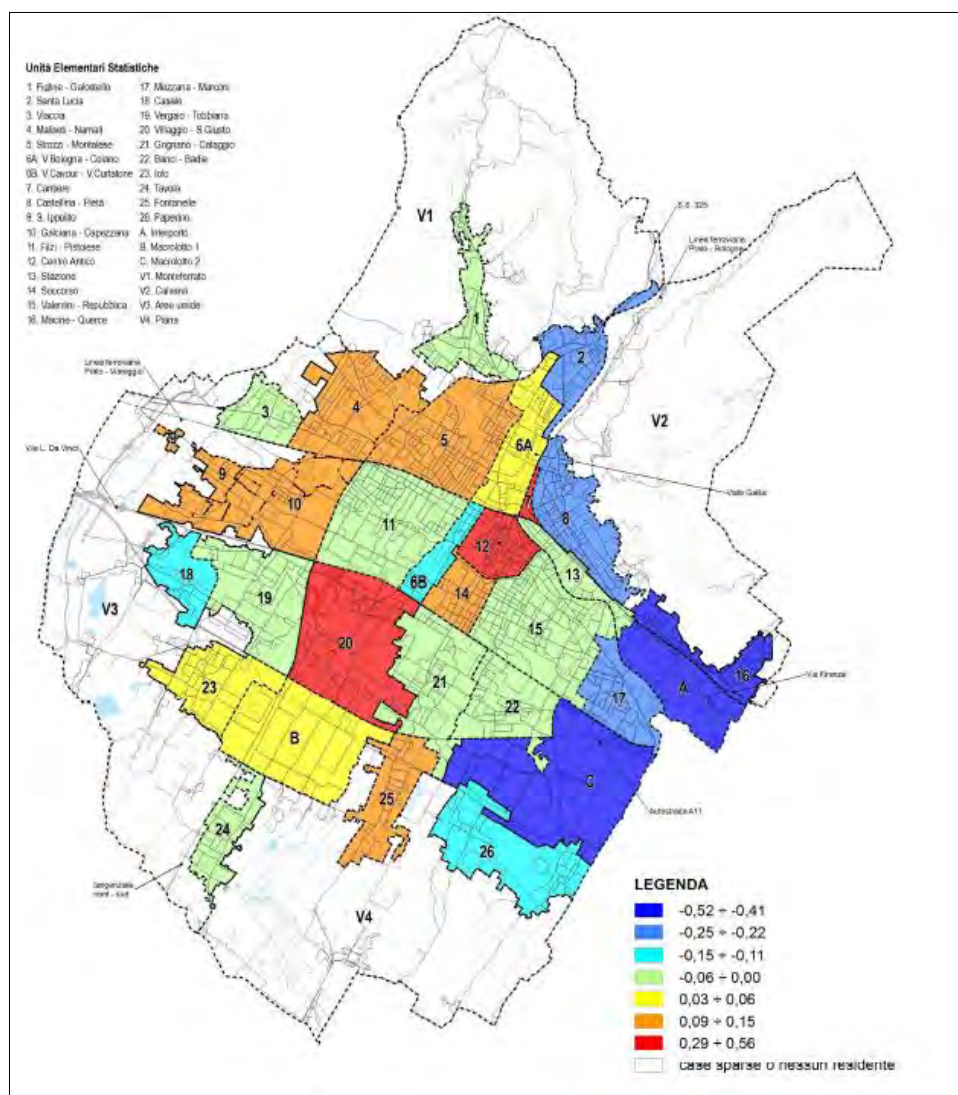 Unità Elementari Statistiche
1. Figline - Galcetello
2. Santa Lucia
3. Viaccia
4. Maliseti - Narnali
5. Strozzi - Montalese
6A. V.Bologna - Coiano
6B. V.Cavour - V.Curtatone
7. Cantiere
8. Castellina - Pietà
9. S. Ippolito
10. Galciana - Capezzana
11. Filzi - Pistoiese
12. Centro Antico
13. Stazione
14. Soccorso
15. Valentini - Repubblica
16. Macine - Querce
17. Mezzana - Marconi
18. Casale
19. Vergaio - Tobbiana
20. Villaggio - S.Giusto
21. Grignano - Cafaggio
22. Banci - Badie
23. Iolo
24. Tavola
25. Fontanelle
26. Paperino
A. Interporto
B. Macrolotto 1
C. Macrolotto 2
V1. Monteferrato
V2. Calvana
V3. Aree umide
V4. Piana
V1
S.S. 325
Linea ferroviaria
Prato - Bologna
1
2
Linea ferroviaria
Prato - Viareggio
3
4
5
6A
V2
Vle L. Da Vinci
9
10
11
8
Viale Galilei
12
13
18
6B
14
19
15
V3
20
A
16
Via Firenze
23
21
22
17
B
C
25
Autostrada A11
24
26
tangenziale
nord - sud
V4
LEGENDA
-0,52 ÷ -0,41
-0,25 ÷ -0,22
-0,15 ÷ -0,11
-0,06 ÷ 0,00
0,03 ÷ 0,06
0,09 ÷ 0,15
0,29 ÷ 0,56
case sparse o nessun residente